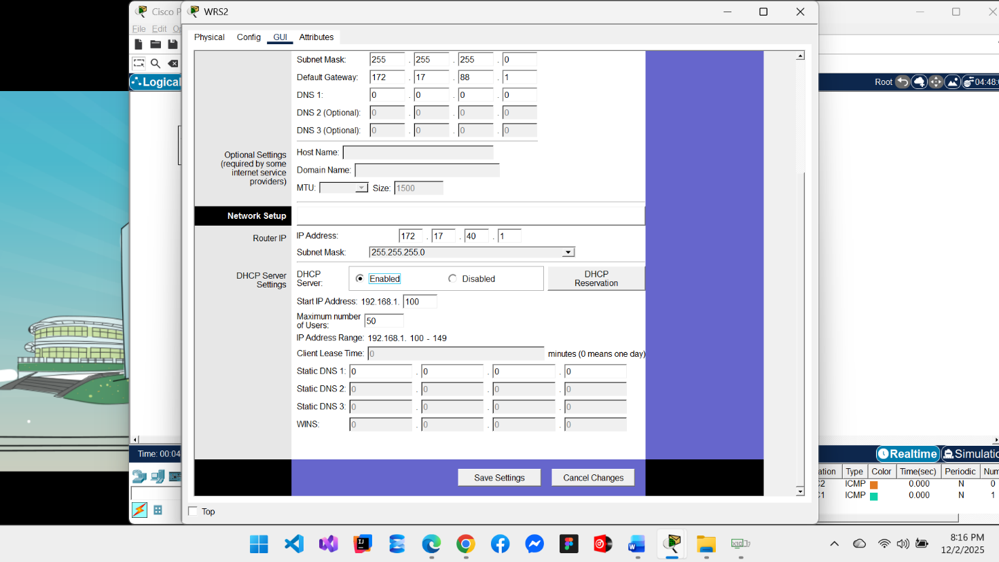 Cisco P
WRS2
File Edit Op
Physical Config GUI Attributes
Logical
Root
04:48:
Subnet Mask: 255 . 255 . 255 . 0
Default Gateway: 172 . 17 . 88 . 1
DNS 1: 0 . 0 . 0 . 0
DNS 2 (Optional): 0 . 0 . 0 . 0
DNS 3 (Optional): 0 . 0 . 0 . 0
Optional Settings
(required by some
internet service
providers)
Host Name:
Domain Name:
MTU: Size: 1500
Network Setup
Router IP
IP Address: 172 . 17 . 40 . 1
Subnet Mask: 255.255.255.0
DHCP Server
Settings
DHCP
Server:
Enabled Disabled
DHCP
Reservation
Start IP Address: 192.168.1. 100
Maximum number
of Users: 50
IP Address Range: 192.168.1. 100 - 149
Client Lease Time: 0 minutes (0 means one day)
Static DNS 1: 0 . 0 . 0 . 0
Static DNS 2: 0 . 0 . 0 . 0
Static DNS 3: 0 . 0 . 0 . 0
WINS: 0 . 0 . 0 . 0
Save Settings Cancel Changes
Top
Time: 00:04
Realtime Simulatio
ation Type Color Time(sec) Periodic Num
C2 ICMP 0.000 N 0
C1 ICMP 0.000 N 1
8:16 PM
12/2/2025